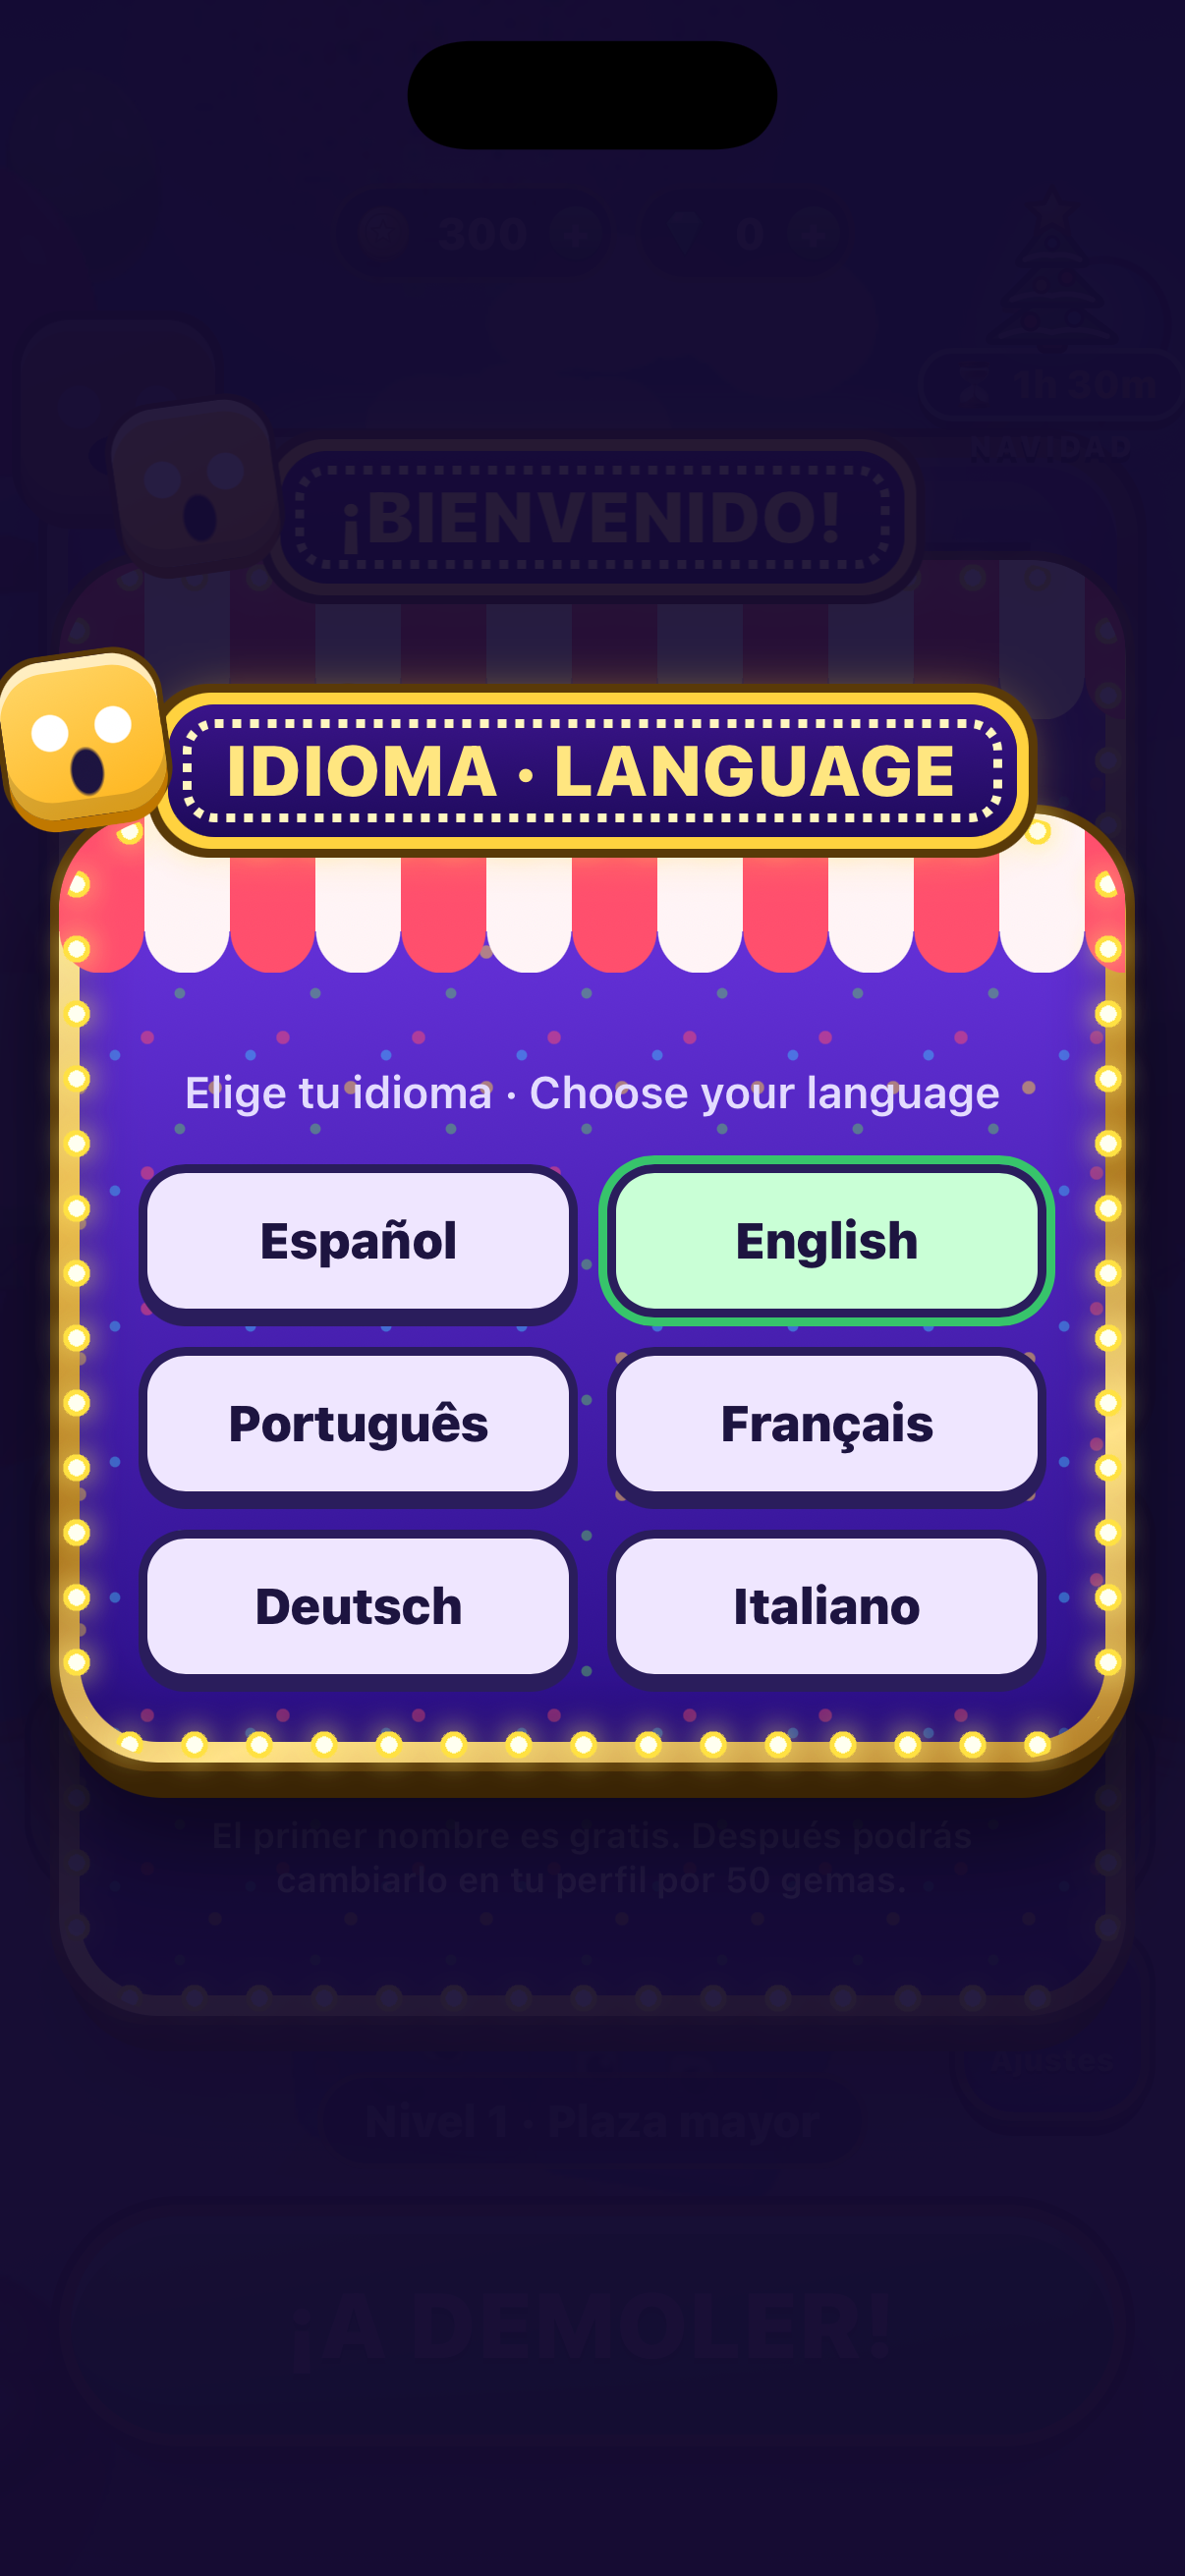 300
0
1h 30m
NAVIDAD
¡BIENVENIDO!
IDIOMA · LANGUAGE
Elige tu idioma · Choose your language
Español
English
Português
Français
Deutsch
Italiano
El primer nombre es gratis. Después podrás
cambiarlo en tu perfil por 50 gemas.
Ajustes
Nivel 1 · Plaza mayor
¡A DEMOLER!